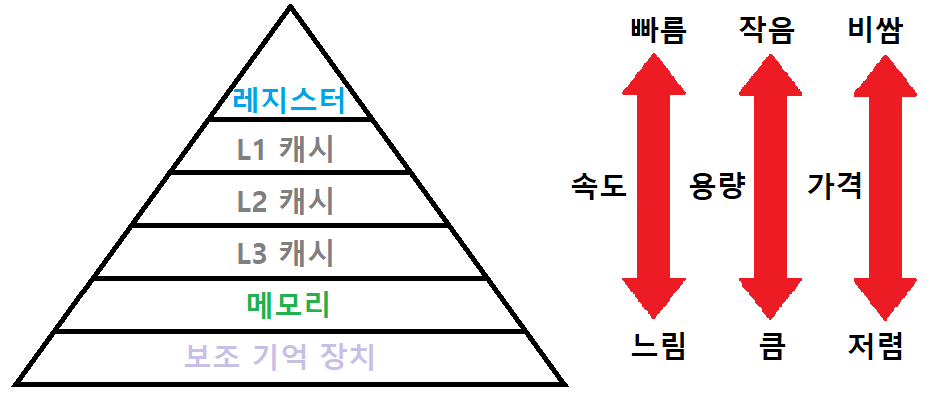 빠름 작음 비쌈
레지스터
L1 캐시
속도 용량 가격
L2 캐시
L3 캐시
메모리
느림 큼 저렴
보조 기억 장치